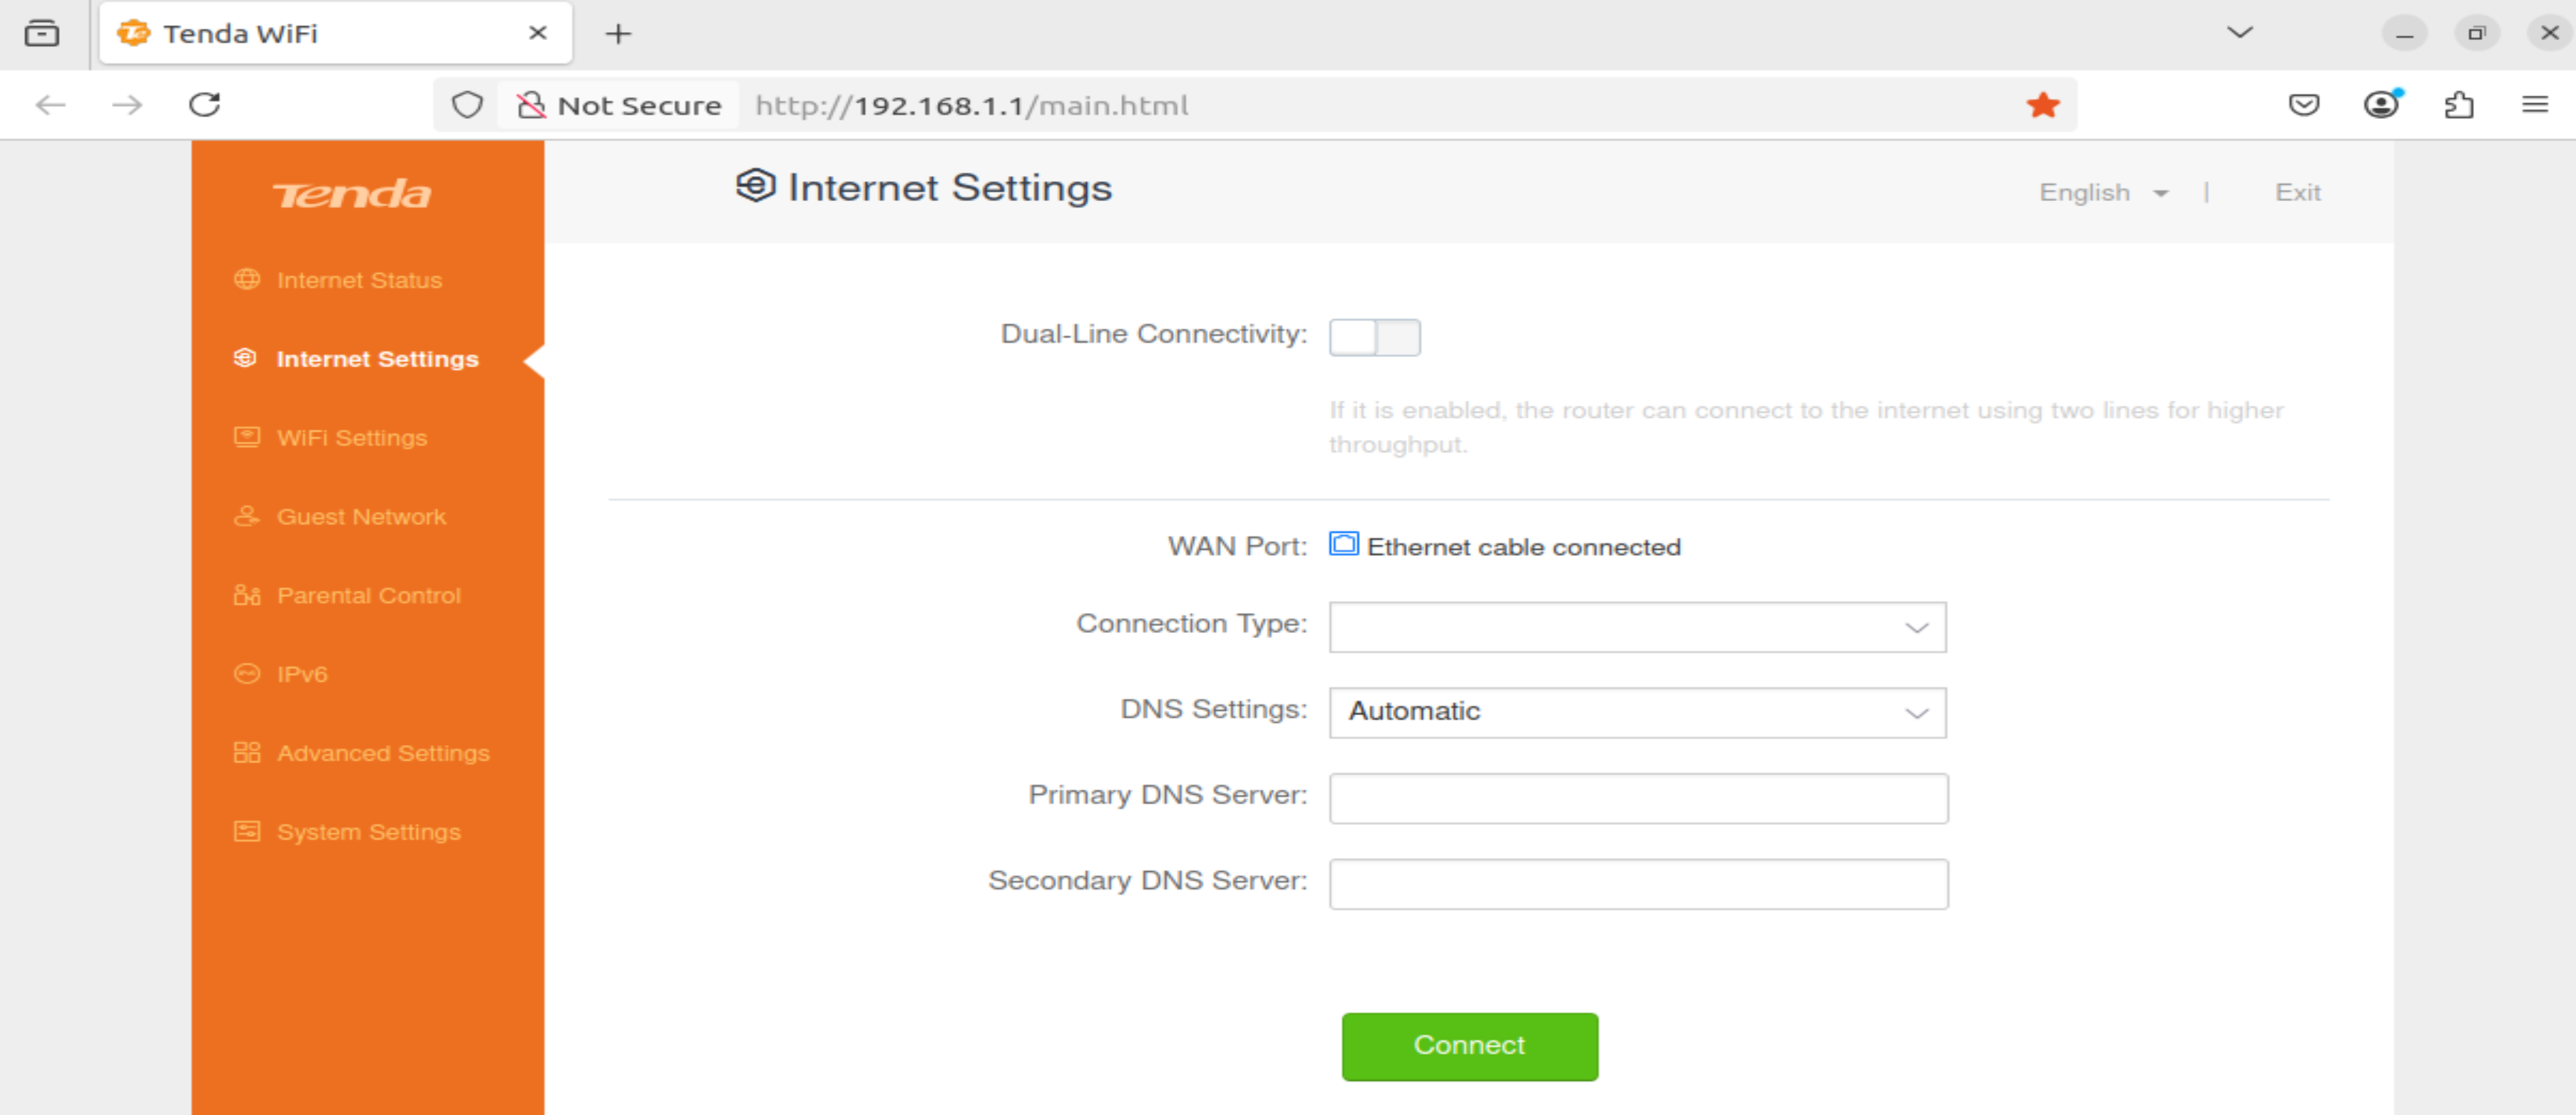 Tenda WiFi
Not Secure http://192.168.1.1/main.html
Tenda
Internet Settings
English | Exit
Internet Status
Internet Settings
WiFi Settings
Guest Network
Parental Control
IPv6
Advanced Settings
System Settings
Dual-Line Connectivity:
If it is enabled, the router can connect to the internet using two lines for higher
throughput.
WAN Port: Ethernet cable connected
Connection Type:
DNS Settings: Automatic
Primary DNS Server:
Secondary DNS Server:
Connect